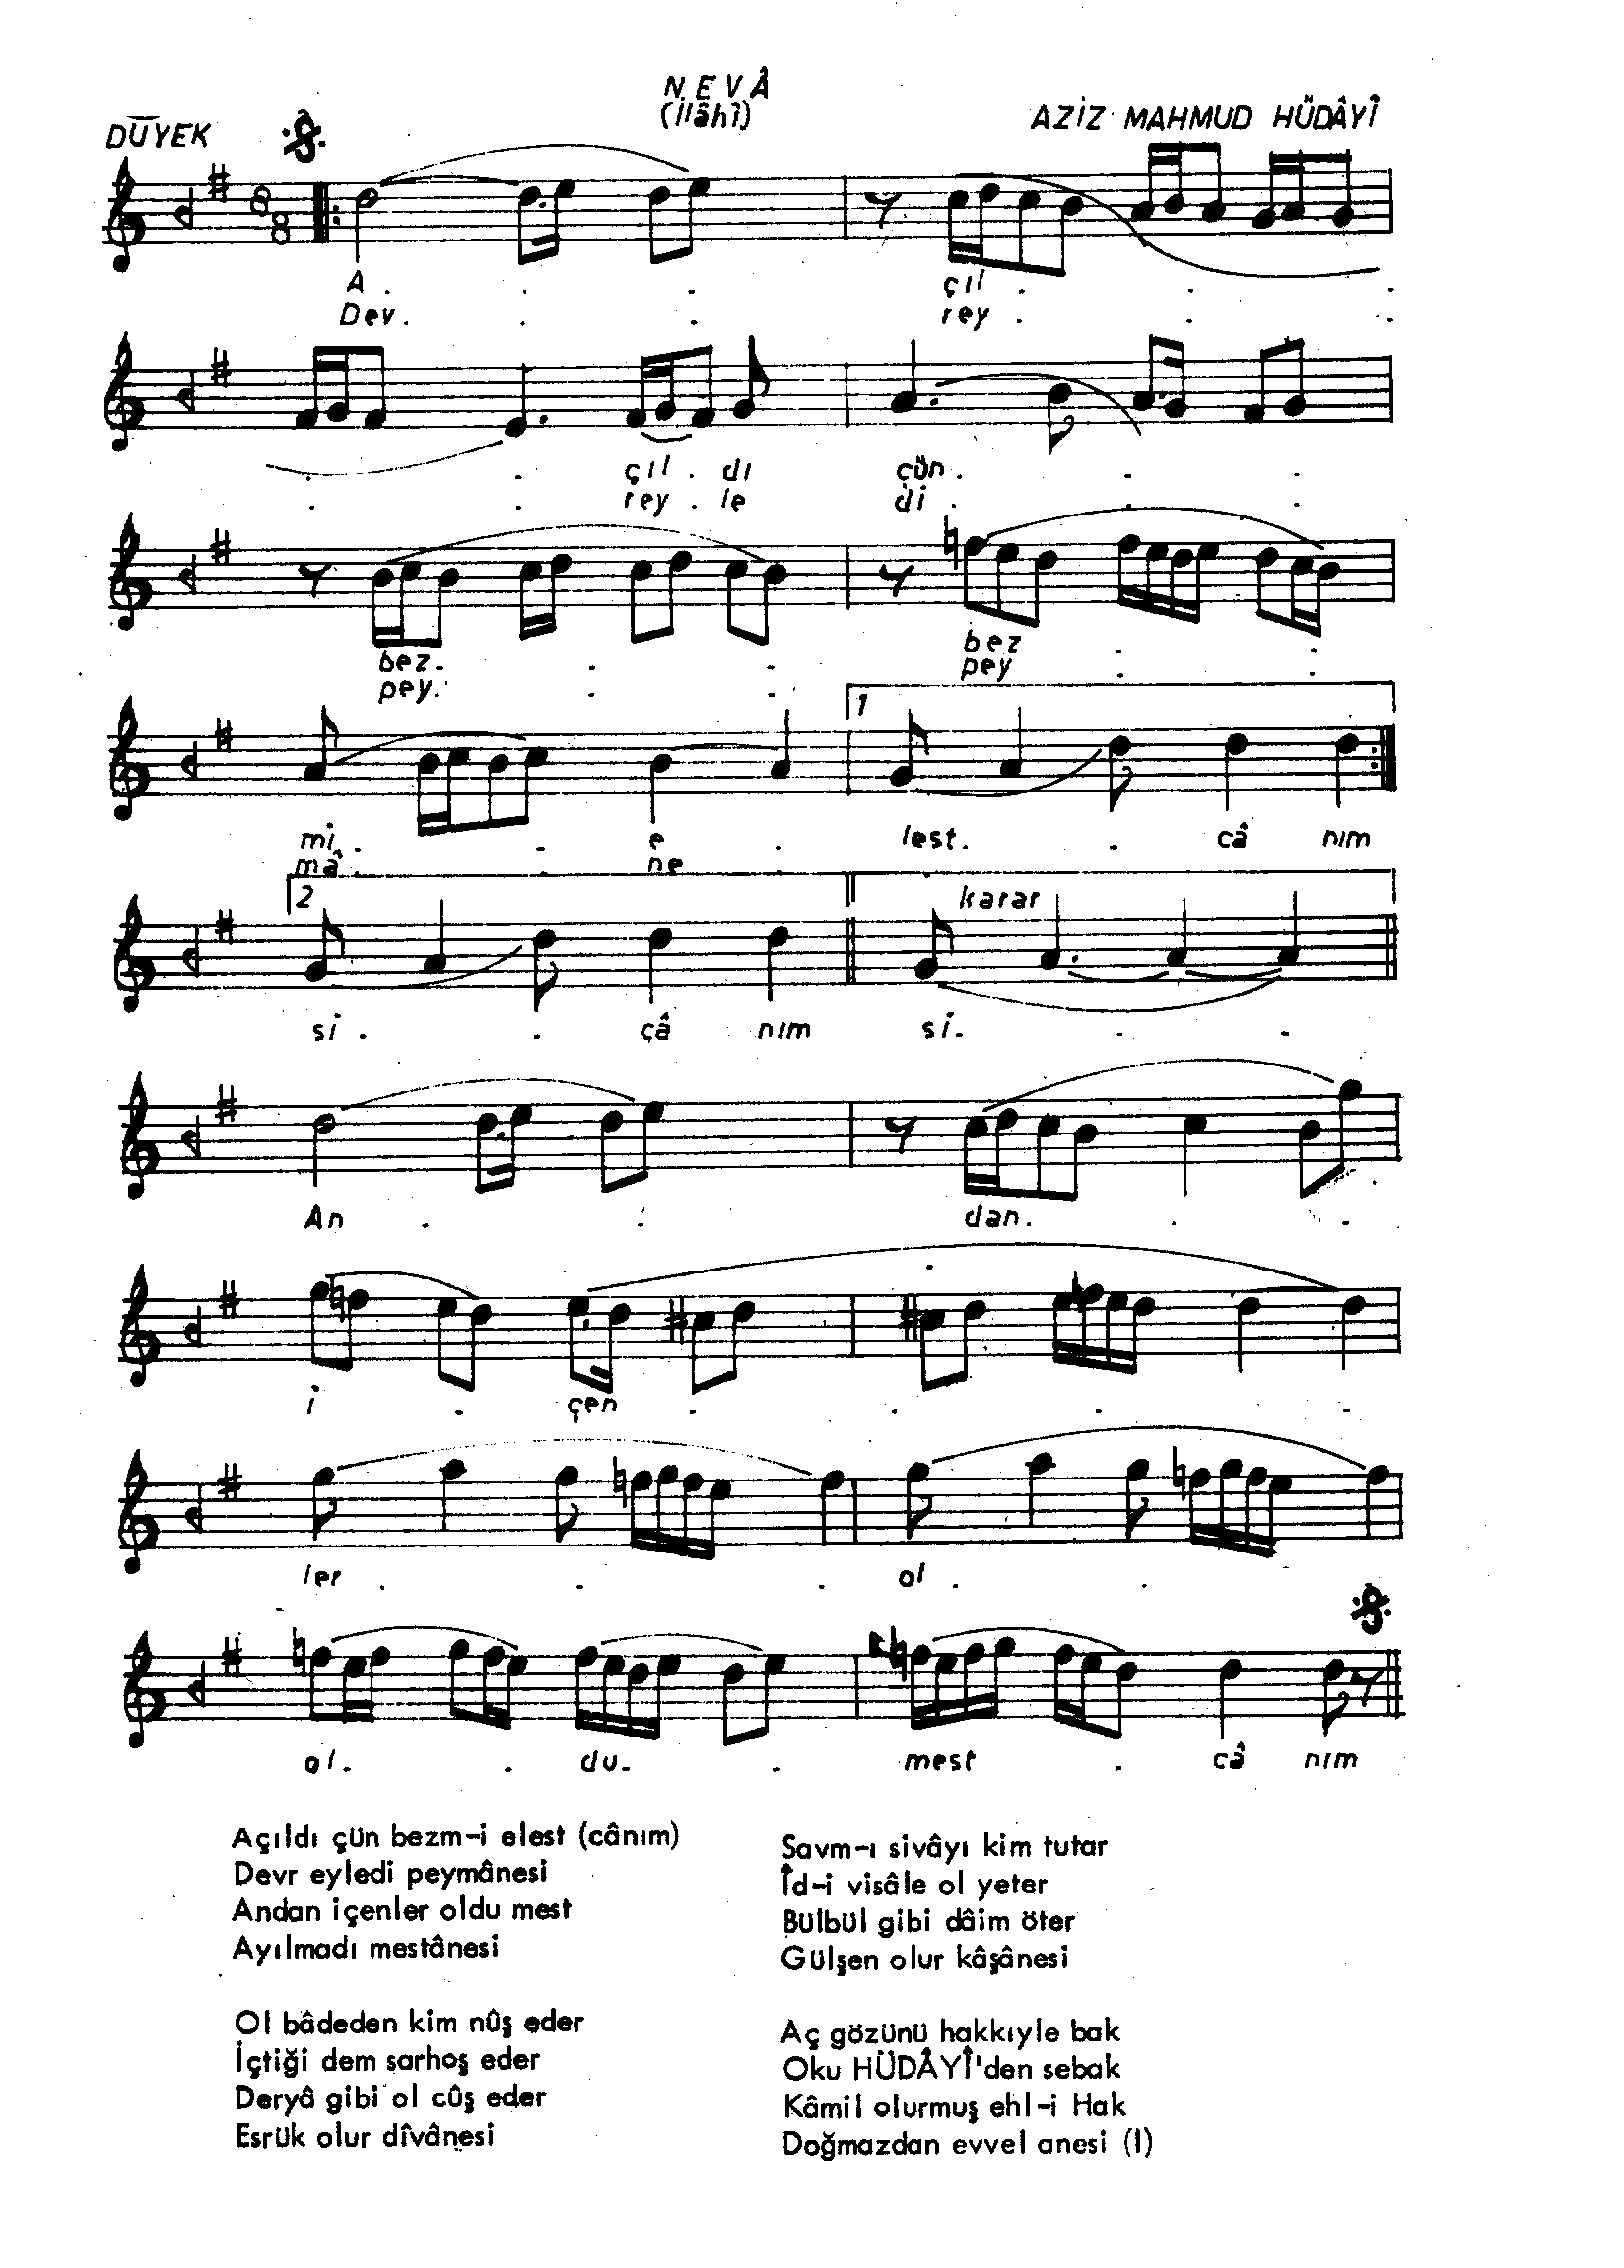 NEVÂ
(ilâhî)
DÜYEK
AZİZ MAHMUD HÜDÂYÎ
8
8
A . . . çıl . . .
Dev. . . rey . . .
. . çıl . dı çün . . .
. . rey . le di . . .
bez. . . bez . .
pey. . . pey . .
1
mi . . e . lest. . câ nım
mâ . . ne .
2
karar
si . . câ nım si. . .
An . . dan. . .
i . çen . . . .
ler . . . ol . .
ol. . du. . mest . câ nım
Açıldı çün bezm-i elest (cânım)
Devr eyledi peymânesi
Andan içenler oldu mest
Ayılmadı mestânesi
Ol bâdeden kim nûş eder
İçtiği dem sarhoş eder
Deryâ gibi ol cûş eder
Esrük olur dîvânesi
Savm-ı sivâyı kim tutar
Îd-i visâle ol yeter
Bülbül gibi dâim öter
Gülşen olur kâşânesi
Aç gözünü hakkıyle bak
Oku HÜDÂYÎ'den sebak
Kâmil olurmuş ehl-i Hak
Doğmazdan evvel anesi (I)